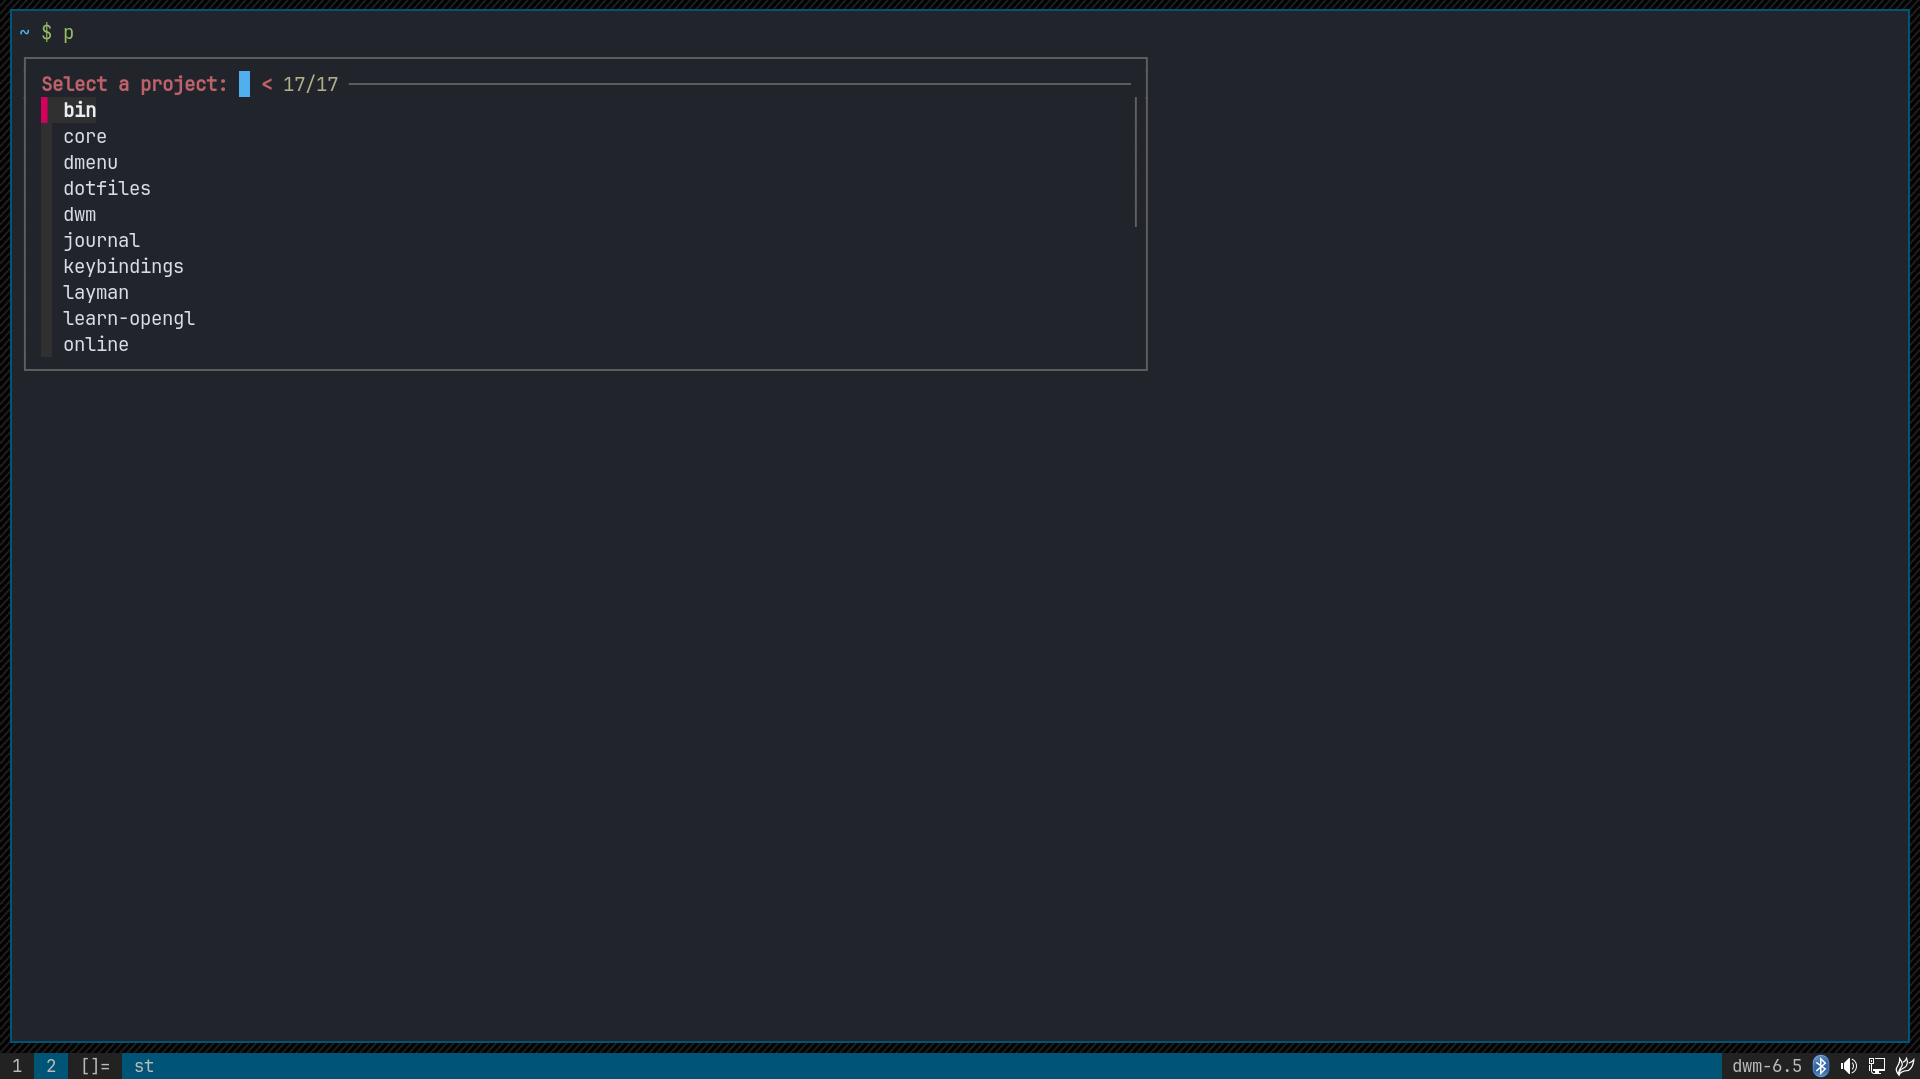 ~ $ p
Select a project: < 17/17
bin
core
dmenu
dotfiles
dwm
journal
keybindings
layman
learn-opengl
online
1 2 []= st dwm-6.5